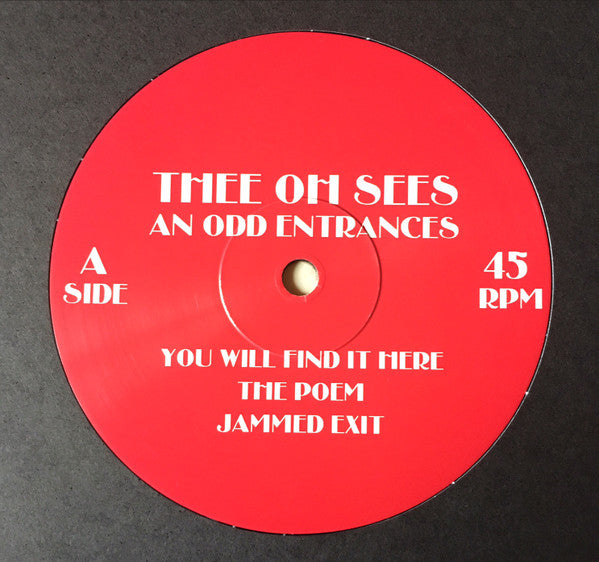 THEE OH SEES
AN ODD ENTRANCES
A
SIDE
45
RPM
YOU WILL FIND IT HERE
THE POEM
JAMMED EXIT